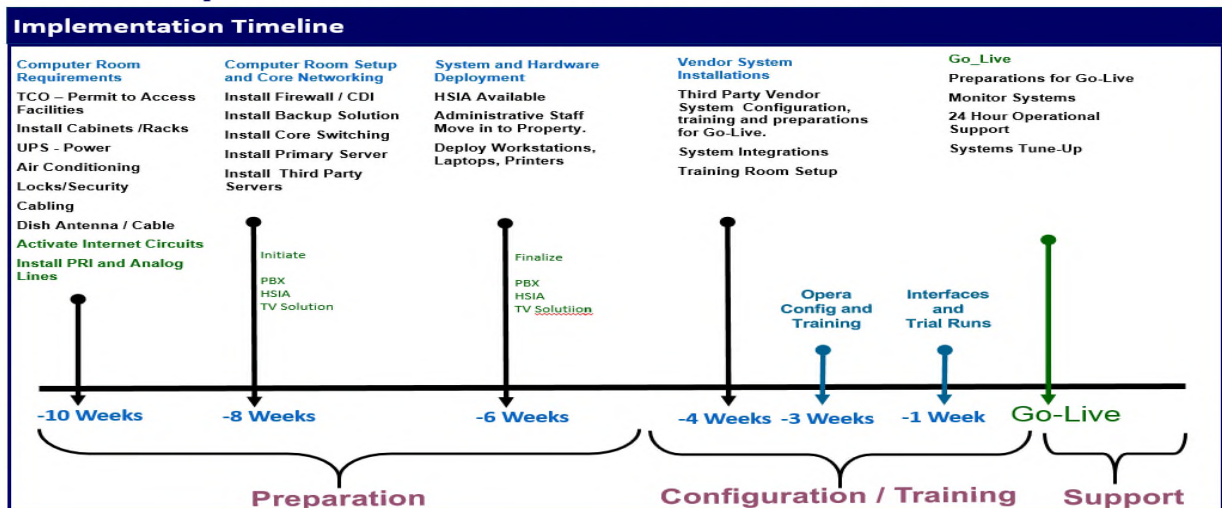 Implementation Timeline
Computer Room
Requirements
TCO – Permit to Access
Facilities
Install Cabinets /Racks
UPS - Power
Air Conditioning
Locks/Security
Cabling
Dish Antenna / Cable
Activate Internet Circuits
Install PRI and Analog
Lines
Computer Room Setup
and Core Networking
Install Firewall / CDI
Install Backup Solution
Install Core Switching
Install Primary Server
Install Third Party
Servers
Initiate
PBX
HSIA
TV Solution
System and Hardware
Deployment
HSIA Available
Administrative Staff
Move in to Property.
Deploy Workstations,
Laptops, Printers
Finalize
PBX
HSIA
TV Solutiion
Vendor System
Installations
Third Party Vendor
System Configuration,
training and preparations
for Go-Live.
System Integrations
Training Room Setup
Opera
Config and
Training
Interfaces
and
Trial Runs
Go_Live
Preparations for Go-Live
Monitor Systems
24 Hour Operational
Support
Systems Tune-Up
-10 Weeks
-8 Weeks
-6 Weeks
-4 Weeks
-3 Weeks
-1 Week
Go-Live
Preparation
Configuration / Training
Support